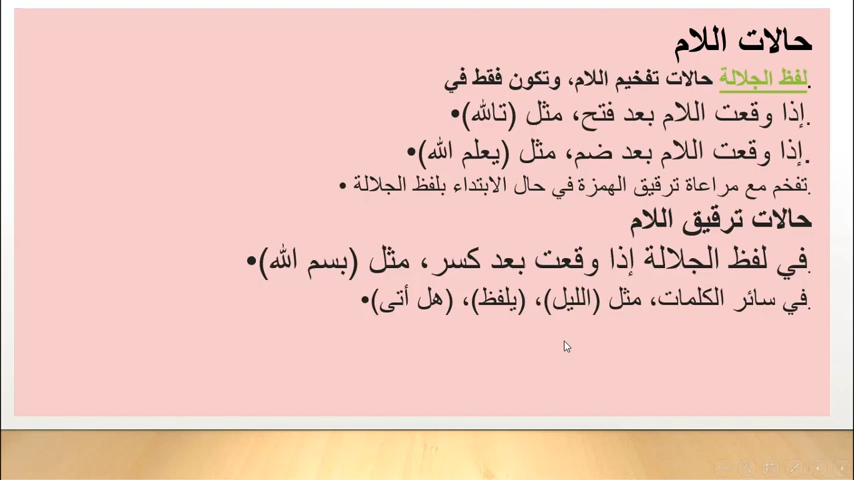 حالات اللام
حالات تفخيم اللام، وتكون فقط في لفظ الجلالة.
• إذا وقعت اللام بعد فتح، مثل (تالله).
• إذا وقعت اللام بعد ضم، مثل (يعلم الله).
• تفخم مع مراعاة ترقيق الهمزة في حال الابتداء بلفظ الجلالة.
حالات ترقيق اللام
• في لفظ الجلالة إذا وقعت بعد كسر، مثل (بسم الله).
• في سائر الكلمات، مثل (الليل)، (يلفظ)، (هل أتى).